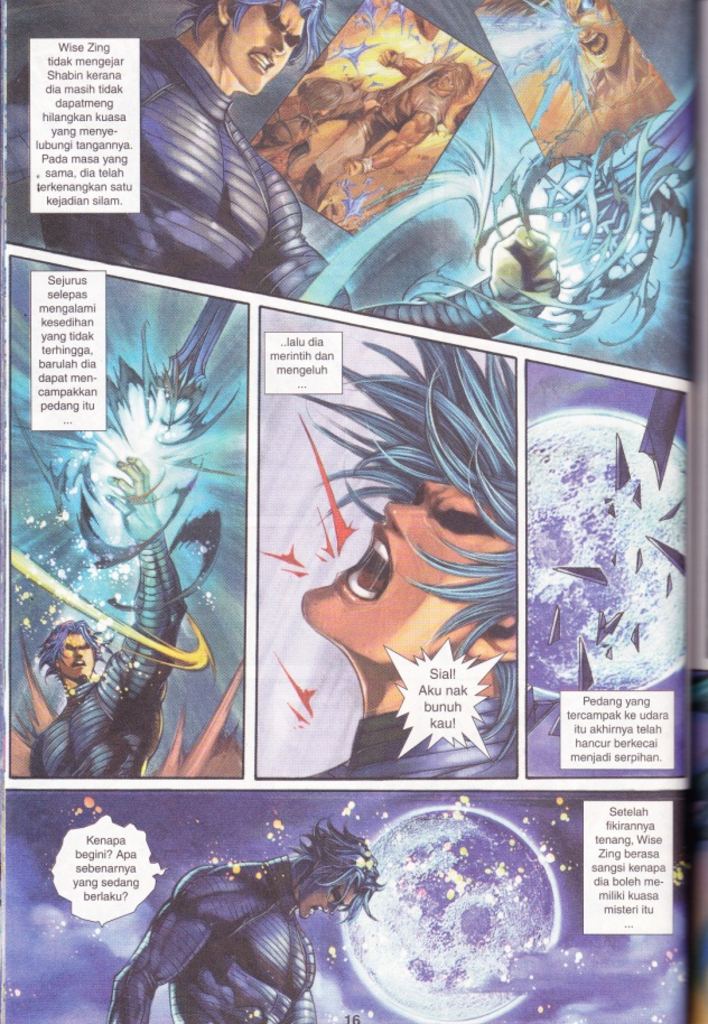 Wise Zing
tidak mengejar
Shabin kerana
dia masih tidak
dapatmeng
hilangkan kuasa
yang menye-
lubungi tangannya.
Pada masa yang
sama, dia telah
terkenangkan satu
kejadian silam.
Sejurus
selepas
mengalami
kesedihan
yang tidak
terhingga,
barulah dia
dapat men-
campakkan
pedang itu
...
..lalu dia
merintih dan
mengeluh
...
Sial!
Aku nak
bunuh
kau!
Pedang yang
tercampak ke udara
itu akhirnya telah
hancur berkecai
menjadi serpihan.
Kenapa
begini? Apa
sebenarnya
yang sedang
berlaku?
Setelah
fikirannya
tenang, Wise
Zing berasa
sangsi kenapa
dia boleh me-
miliki kuasa
misteri itu
...
16